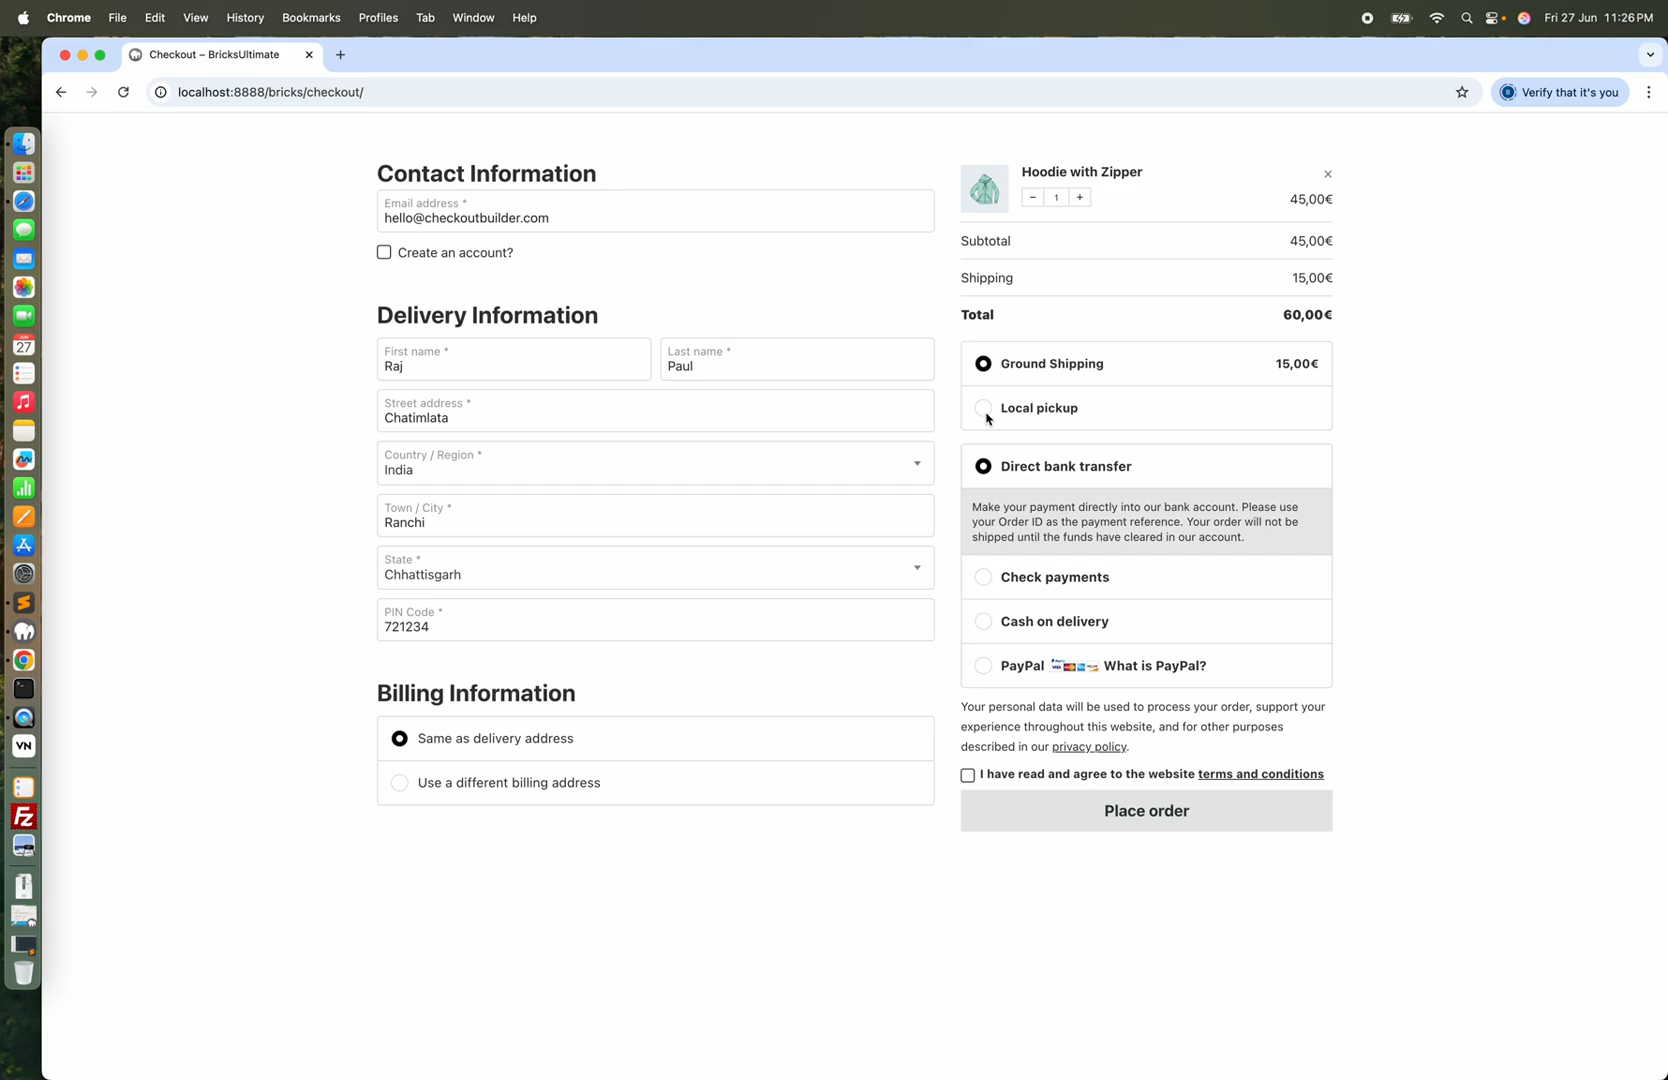 Chrome File Edit View History Bookmarks Profiles Tab Window Help Fri 27 Jun 11:26 PM
Checkout – BricksUltimate
localhost:8888/bricks/checkout/ Verify that it's you
Contact Information
Email address *
hello@checkoutbuilder.com
Create an account?
Delivery Information
First name * Last name *
Raj Paul
Street address *
Chatimlata
Country / Region *
India
Town / City *
Ranchi
State *
Chhattisgarh
PIN Code *
721234
Billing Information
Same as delivery address
Use a different billing address
Hoodie with Zipper ×
− 1 + 45,00€
Subtotal 45,00€
Shipping 15,00€
Total 60,00€
Ground Shipping 15,00€
Local pickup
Direct bank transfer
Make your payment directly into our bank account. Please use
your Order ID as the payment reference. Your order will not be
shipped until the funds have cleared in our account.
Check payments
Cash on delivery
PayPal What is PayPal?
Your personal data will be used to process your order, support your
experience throughout this website, and for other purposes
described in our privacy policy.
I have read and agree to the website terms and conditions
Place order
JUN
27
VN
FZ